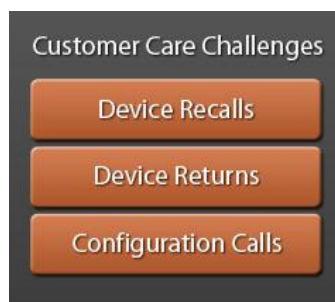 Customer Care Challenges
Device Recalls
Device Returns
Configuration Calls